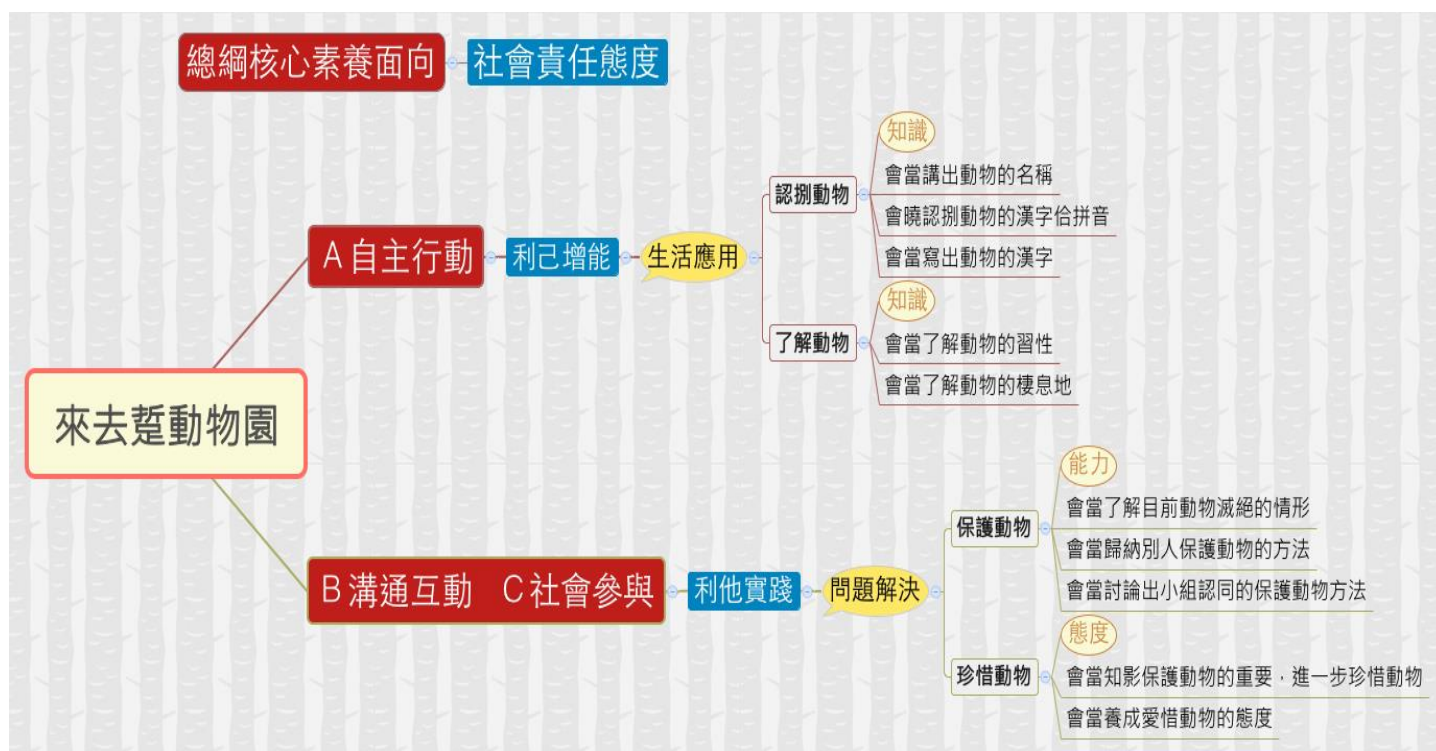 總綱核心素養面向
社會責任態度
來去踅動物園
A自主行動
利己增能
生活應用
認捌動物
知識
會當講出動物的名稱
會曉認捌動物的漢字佮拼音
會當寫出動物的漢字
了解動物
知識
會當了解動物的習性
會當了解動物的棲息地
B溝通互動 C社會參與
利他實踐
問題解決
保護動物
能力
會當了解目前動物滅絕的情形
會當歸納別人保護動物的方法
會當討論出小組認同的保護動物方法
珍惜動物
態度
會當知影保護動物的重要，進一步珍惜動物
會當養成愛惜動物的態度